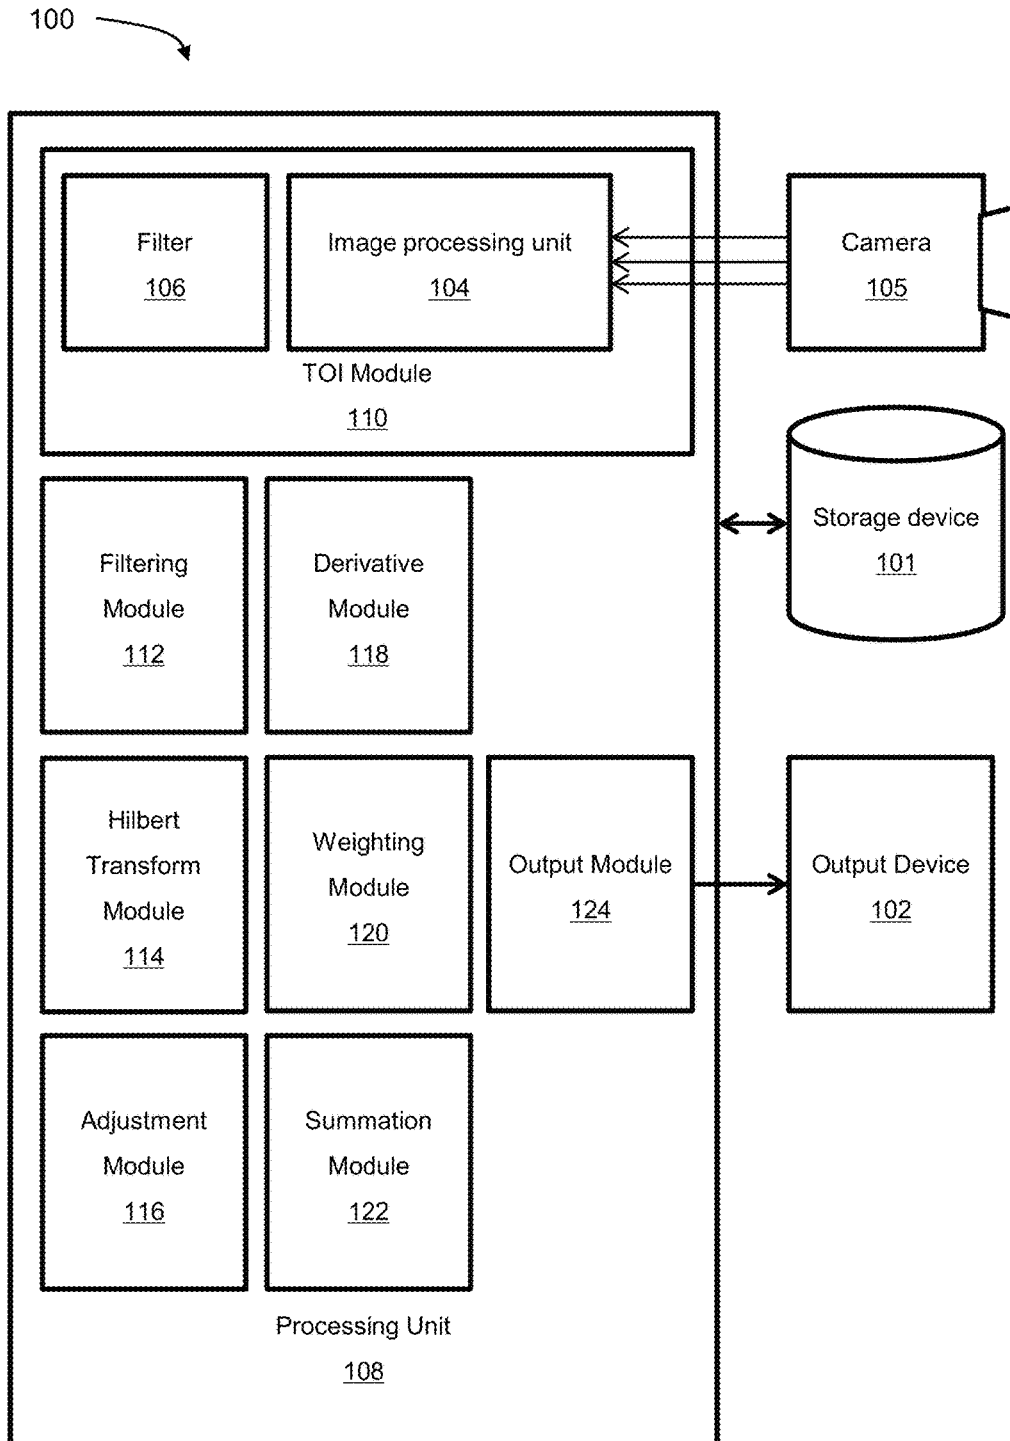 100
Filter
106
Image processing unit
104
Camera
105
TOI Module
110
Storage device
101
Filtering
Module
112
Derivative
Module
118
Hilbert
Transform
Module
114
Weighting
Module
120
Output Module
124
Output Device
102
Adjustment
Module
116
Summation
Module
122
Processing Unit
108